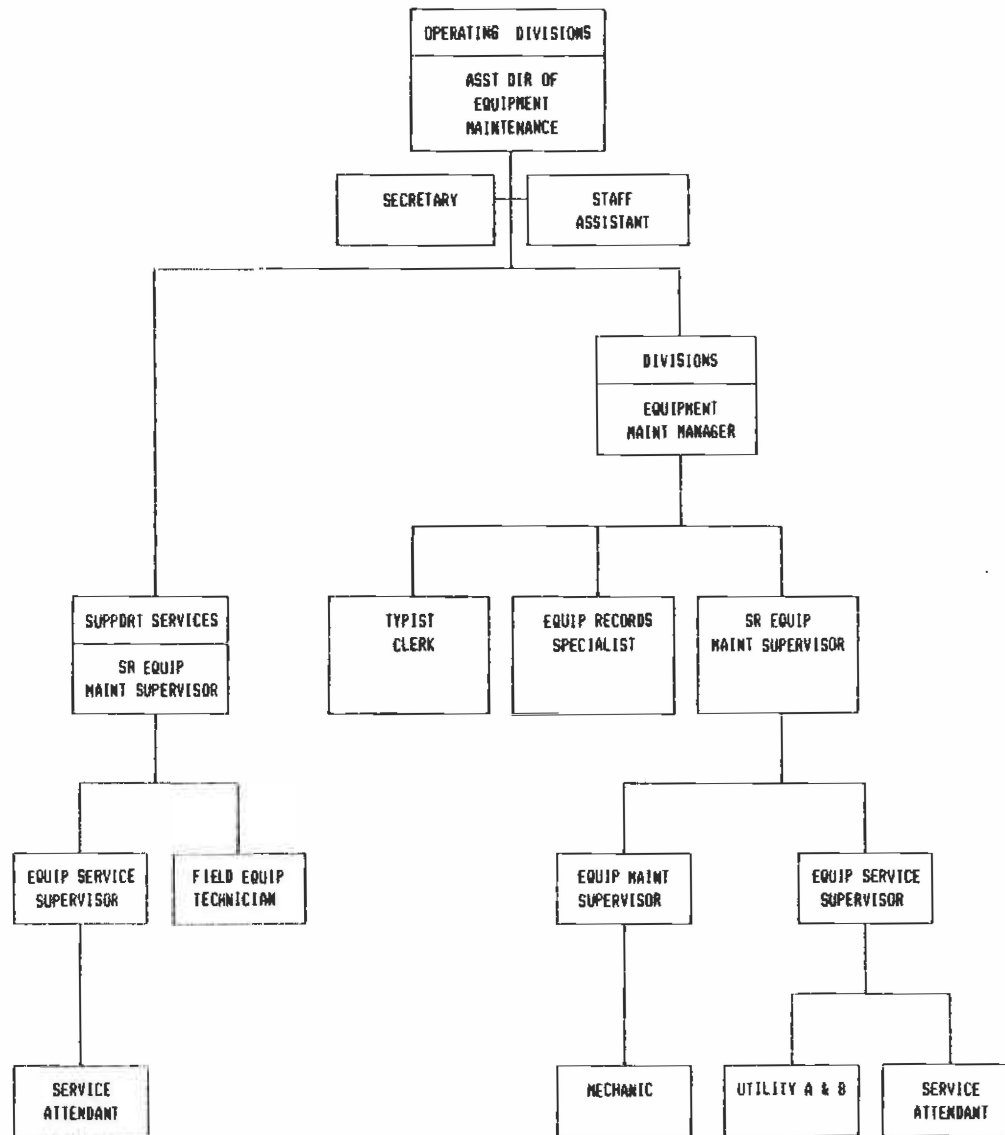 OPERATING DIVISIONS
ASST DIR OF
EQUIPMENT
MAINTENANCE
SECRETARY
STAFF
ASSISTANT
DIVISIONS
EQUIPMENT
MAINT MANAGER
SUPPORT SERVICES
SR EQUIP
MAINT SUPERVISOR
TYPIST
CLERK
EQUIP RECORDS
SPECIALIST
SR EQUIP
MAINT SUPERVISOR
EQUIP SERVICE
SUPERVISOR
FIELD EQUIP
TECHNICIAN
EQUIP MAINT
SUPERVISOR
EQUIP SERVICE
SUPERVISOR
SERVICE
ATTENDANT
MECHANIC
UTILITY A & B
SERVICE
ATTENDANT